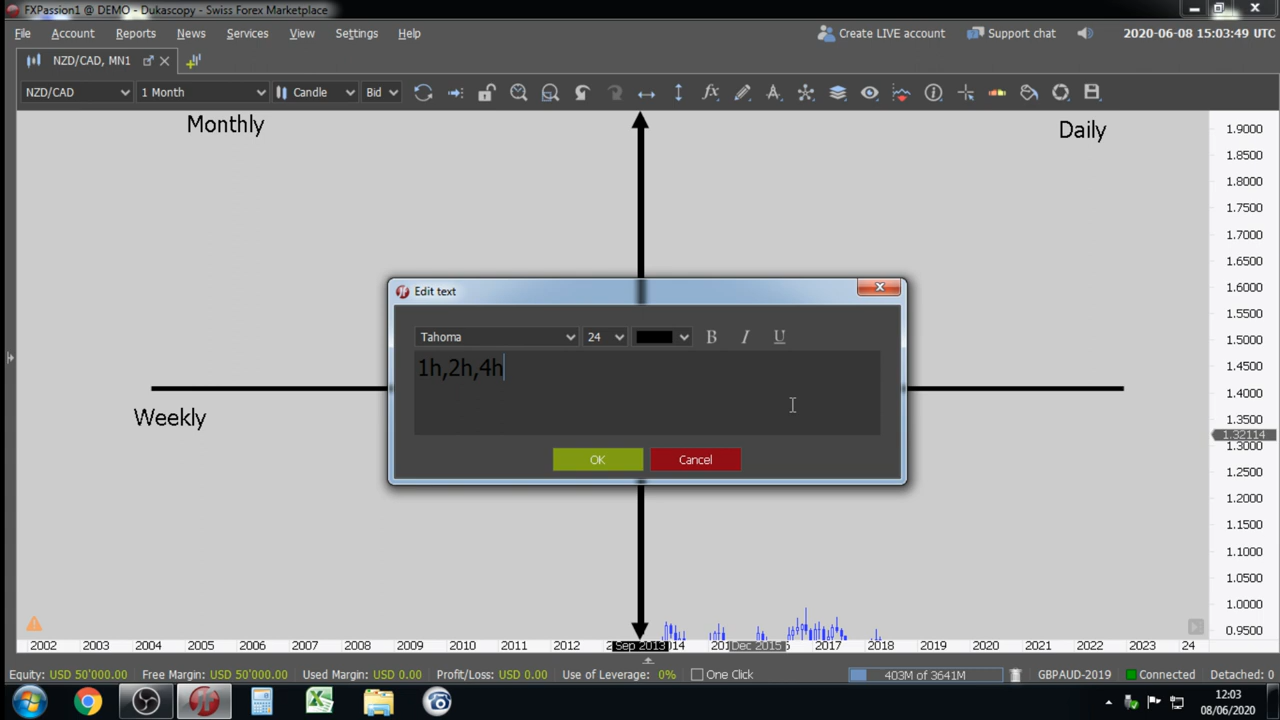 FXPassion1 @ DEMO - Dukascopy - Swiss Forex Marketplace
File Account Reports News Services View Settings Help Create LIVE account Support chat 2020-06-08 15:03:49 UTC
NZD/CAD, MN1
NZD/CAD 1 Month Candle Bid
Monthly
Daily
1.9000
1.8500
1.8000
1.7500
1.7000
1.6500
1.6000
1.5500
1.5000
1.4500
1.4000
1.3500
1.32114
1.3000
1.2500
1.2000
1.1500
1.1000
1.0500
1.0000
0.9500
Edit text
Tahoma 24 B I U
1h,2h,4h
OK Cancel
Weekly
2002 2003 2004 2005 2006 2007 2008 2009 2010 2011 2012 Sep 2013 Dec 2015 2017 2018 2019 2020 2021 2022 2023 24
Equity: USD 50'000.00 Free Margin: USD 50'000.00 Used Margin: USD 0.00 Profit/Loss: USD 0.00 Use of Leverage: 0% One Click 403M of 3641M GBPAUD-2019 Connected Detached: 0
12:03
08/06/2020